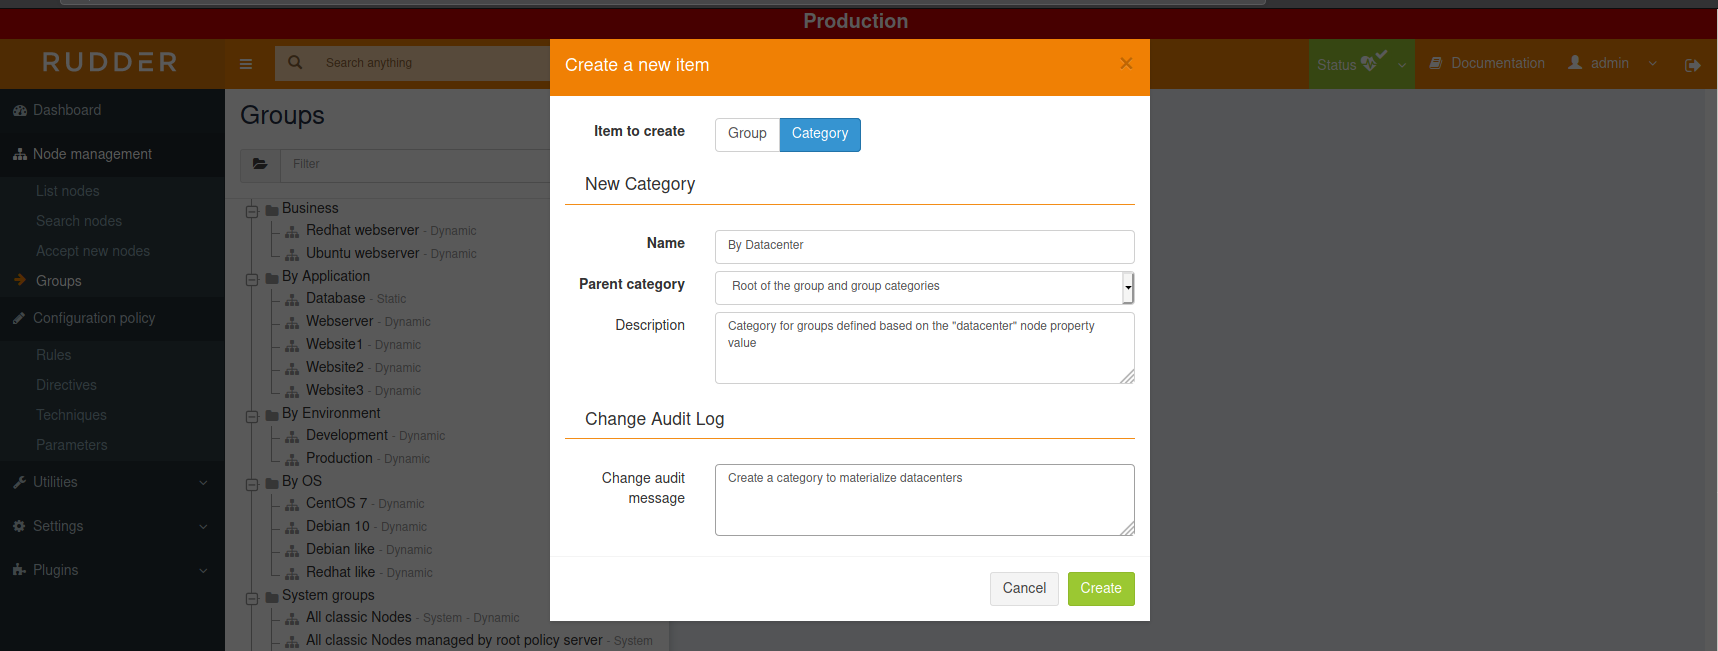 Production
RUDDER
Search anything
Status
Documentation
admin
Dashboard
Node management
List nodes
Search nodes
Accept new nodes
Groups
Configuration policy
Rules
Directives
Techniques
Parameters
Utilities
Settings
Plugins
Groups
Filter
Business
Redhat webserver - Dynamic
Ubuntu webserver - Dynamic
By Application
Database - Static
Webserver - Dynamic
Website1 - Dynamic
Website2 - Dynamic
Website3 - Dynamic
By Environment
Development - Dynamic
Production - Dynamic
By OS
CentOS 7 - Dynamic
Debian 10 - Dynamic
Debian like - Dynamic
Redhat like - Dynamic
System groups
All classic Nodes - System - Dynamic
All classic Nodes managed by root policy server - System
Create a new item
×
Item to create
Group
Category
New Category
Name
By Datacenter
Parent category
Root of the group and group categories
Description
Category for groups defined based on the "datacenter" node property
value
Change Audit Log
Change audit
message
Create a category to materialize datacenters
Cancel
Create